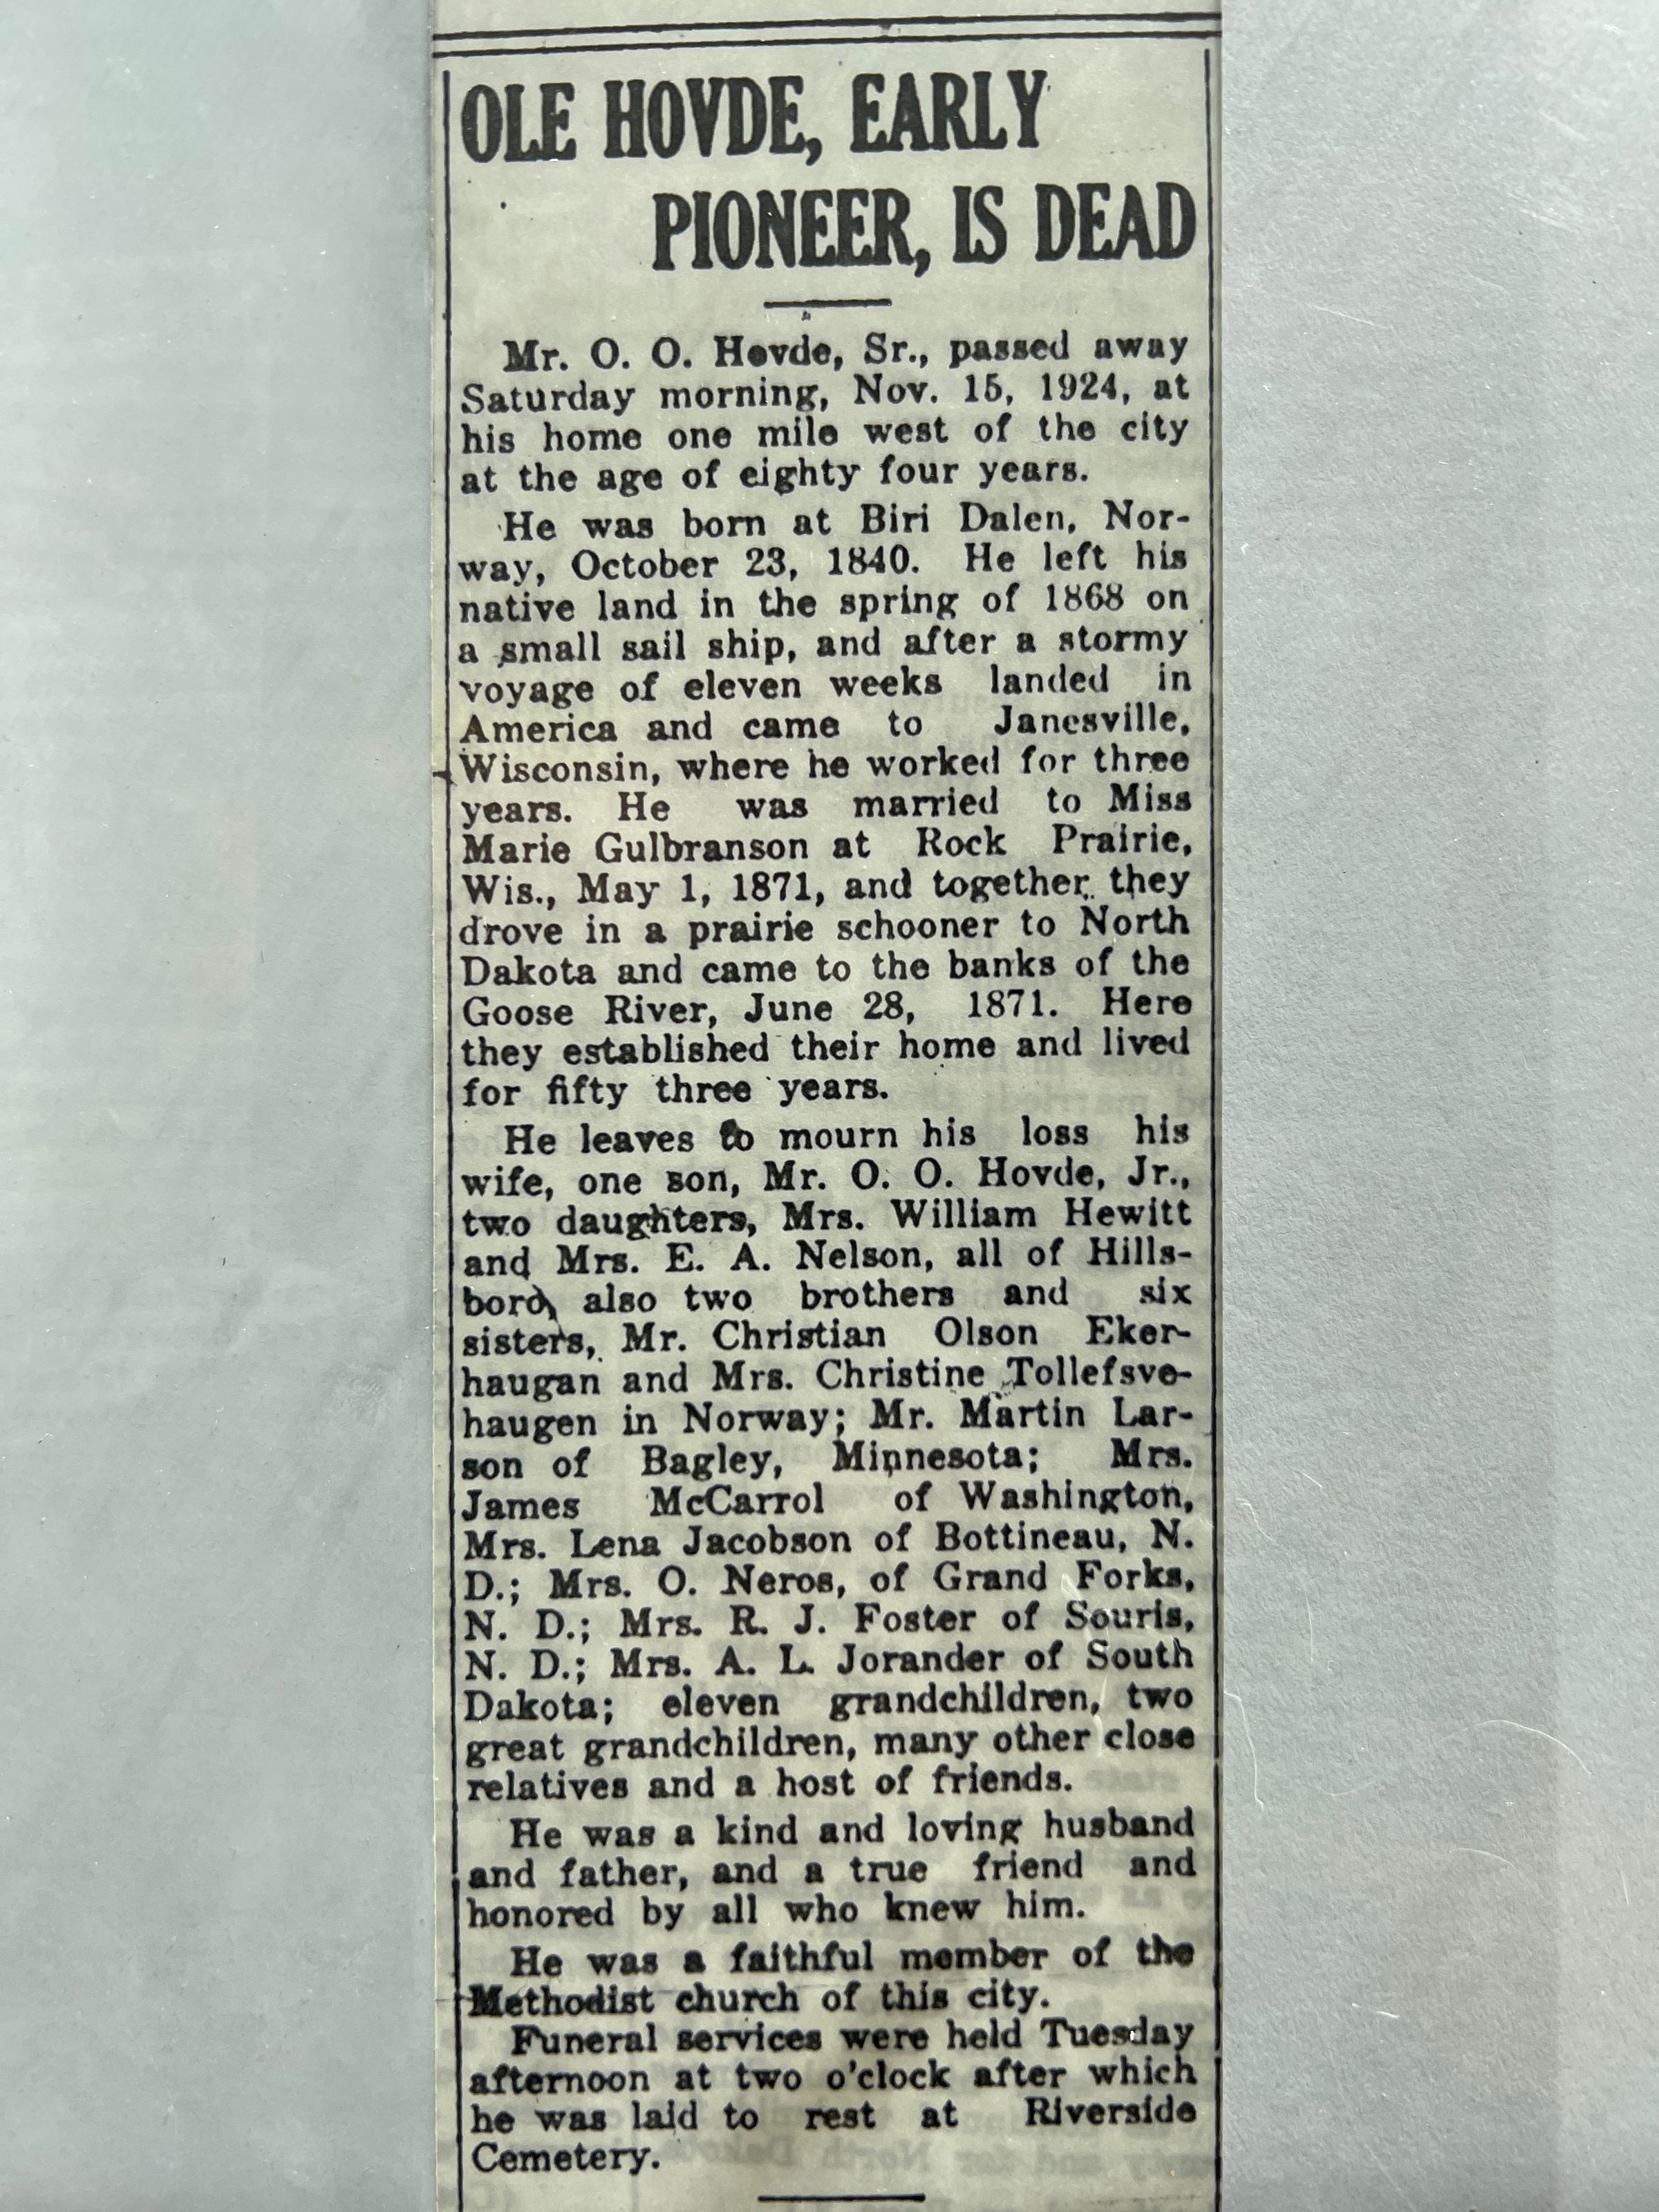 OLE HOVDE, EARLY
PIONEER, IS DEAD
Mr. O. O. Hovde, Sr., passed away
Saturday morning, Nov. 15, 1924, at
his home one mile west of the city
at the age of eighty four years.
He was born at Biri Dalen, Nor-
way, October 23, 1840. He left his
native land in the spring of 1868 on
a small sail ship, and after a stormy
voyage of eleven weeks landed in
America and came to Janesville,
Wisconsin, where he worked for three
years. He was married to Miss
Marie Gulbranson at Rock Prairie,
Wis., May 1, 1871, and together they
drove in a prairie schooner to North
Dakota and came to the banks of the
Goose River, June 28, 1871. Here
they established their home and lived
for fifty three years.
He leaves to mourn his loss his
wife, one son, Mr. O. O. Hovde, Jr.,
two daughters, Mrs. William Hewitt
and Mrs. E. A. Nelson, all of Hills-
boro, also two brothers and six
sisters, Mr. Christian Olson Eker-
haugan and Mrs. Christine Tollefsve-
haugen in Norway; Mr. Martin Lar-
son of Bagley, Minnesota; Mrs.
James McCarrol of Washington,
Mrs. Lena Jacobson of Bottineau, N.
D.; Mrs. O. Neros, of Grand Forks,
N. D.; Mrs. R. J. Foster of Souris,
N. D.; Mrs. A. L. Jorander of South
Dakota; eleven grandchildren, two
great grandchildren, many other close
relatives and a host of friends.
He was a kind and loving husband
and father, and a true friend and
honored by all who knew him.
He was a faithful member of the
Methodist church of this city.
Funeral services were held Tuesday
afternoon at two o'clock after which
he was laid to rest at Riverside
Cemetery.